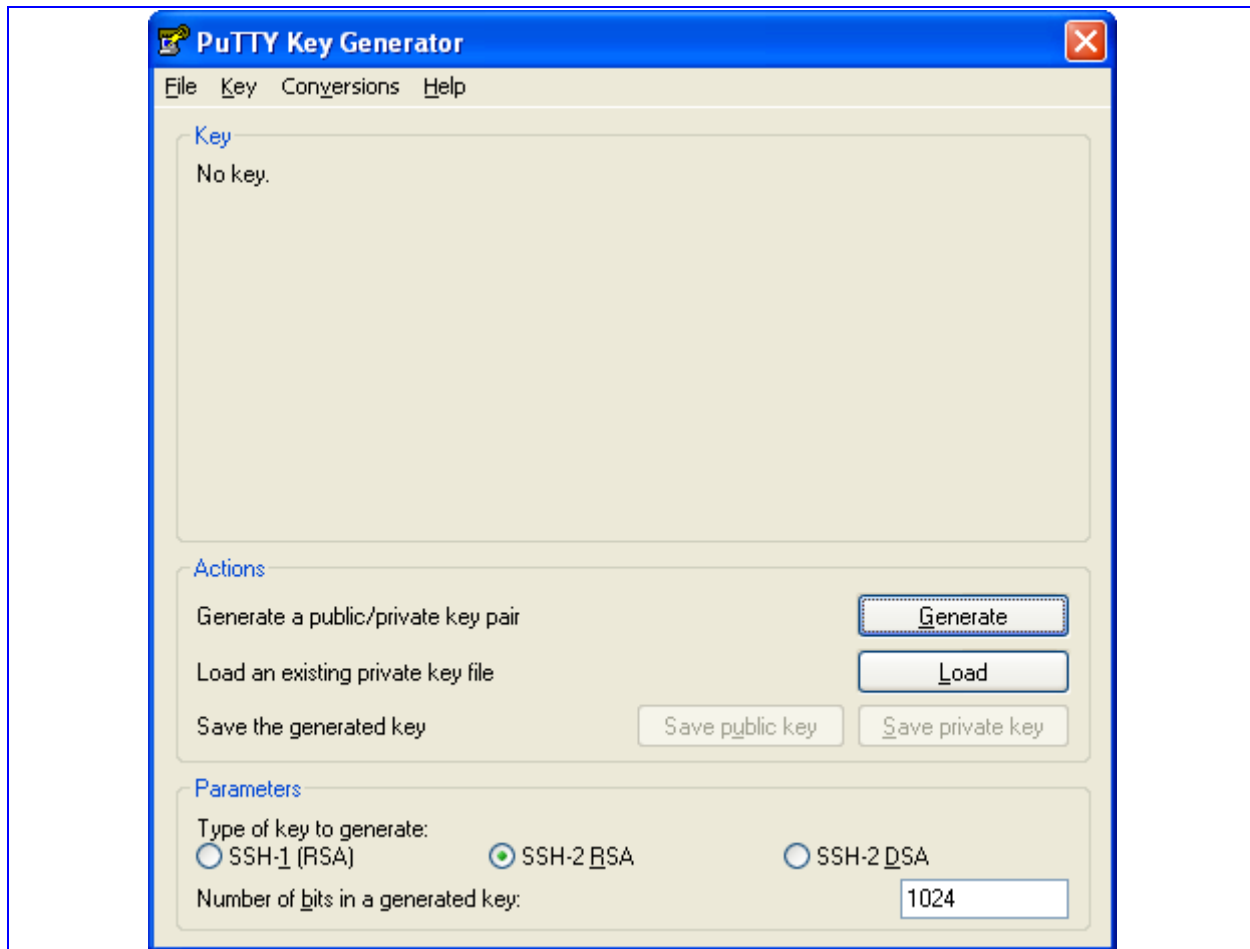 PuTTY Key Generator
File Key Conversions Help
Key
No key.
Actions
Generate a public/private key pair
Generate
Load an existing private key file
Load
Save the generated key
Save public key
Save private key
Parameters
Type of key to generate:
SSH-1 (RSA)
SSH-2 RSA
SSH-2 DSA
Number of bits in a generated key:
1024